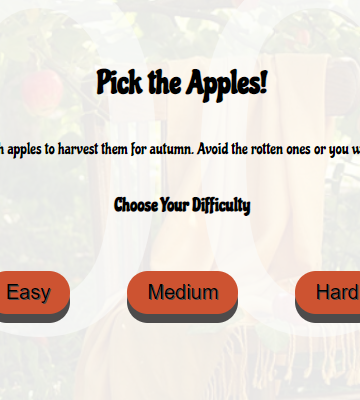 Pick the Apples!
apples to harvest them for autumn. Avoid the rotten ones or you
Choose Your Difficulty
Easy Medium Hard